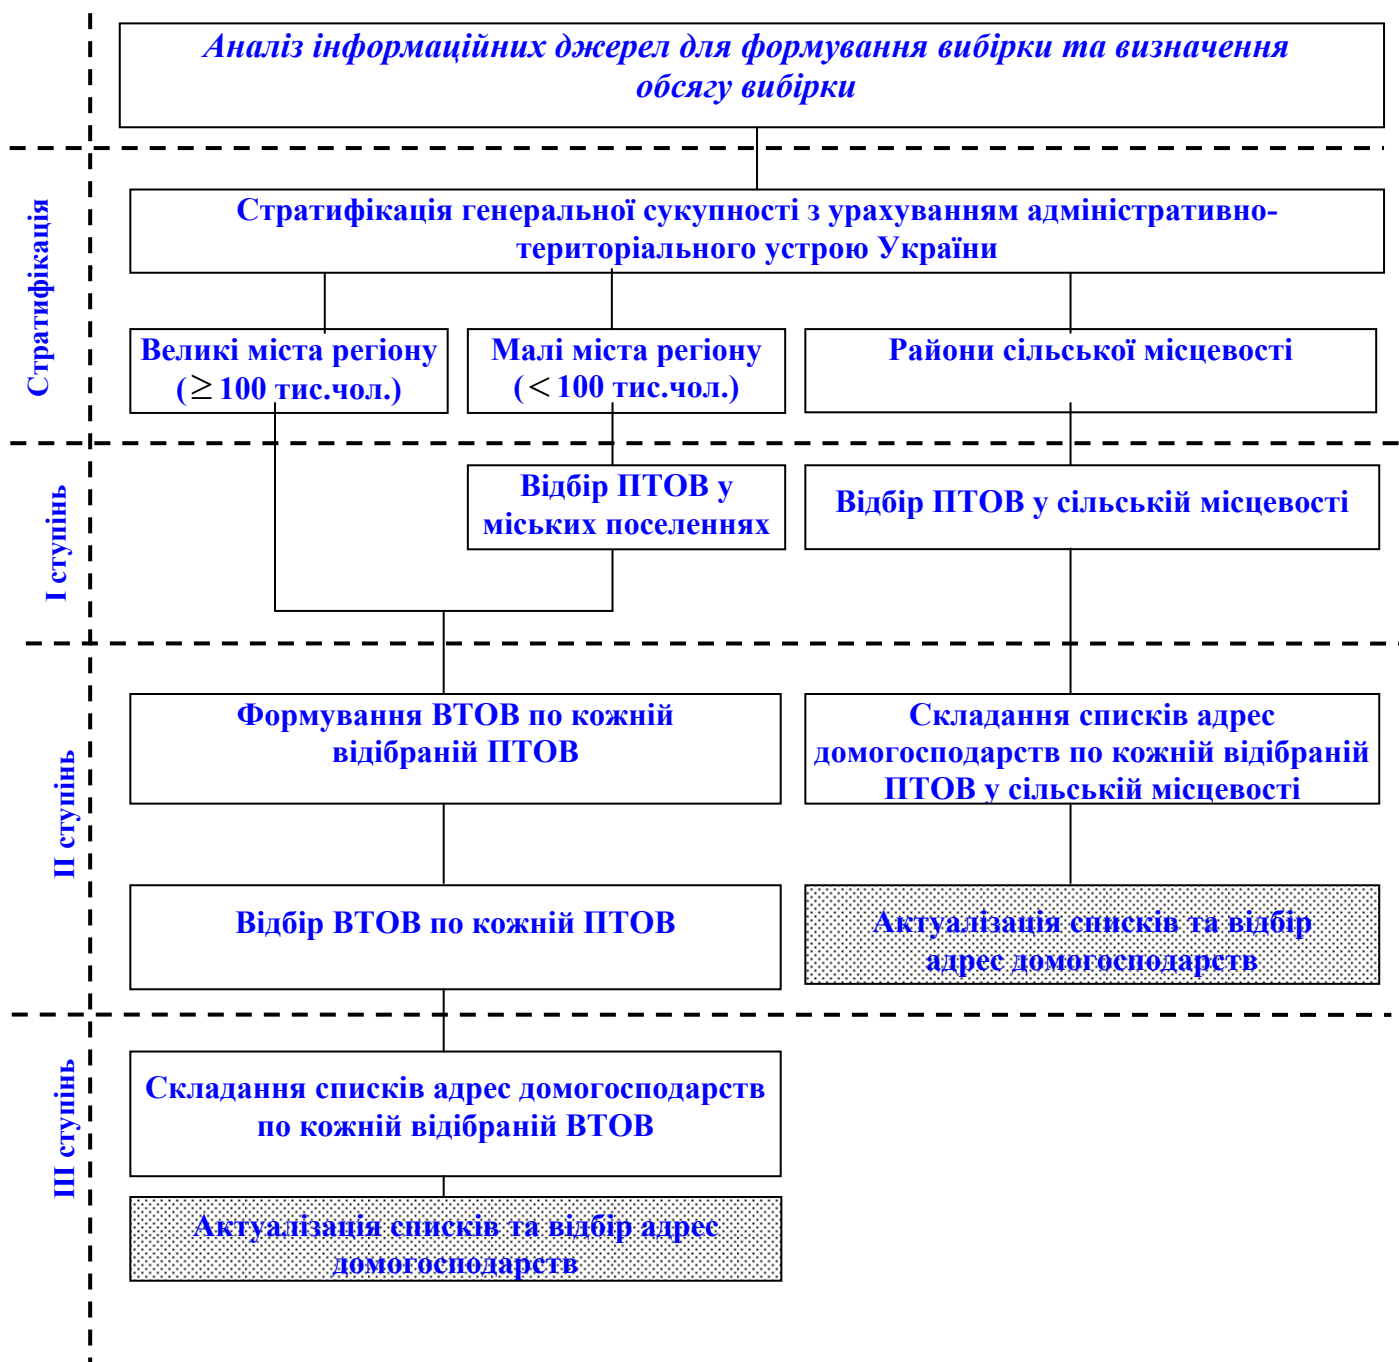 Аналіз інформаційних джерел для формування вибірки та визначення
обсягу вибірки
Стратифікація
Стратифікація генеральної сукупності з урахуванням адміністративно-
територіального устрою України
Великі міста регіону
(≥ 100 тис.чол.)
Малі міста регіону
(< 100 тис.чол.)
Райони сільської місцевості
I ступінь
Відбір ПТОВ у
міських поселеннях
Відбір ПТОВ у сільській місцевості
II ступінь
Формування ВТОВ по кожній
відібраній ПТОВ
Складання списків адрес
домогосподарств по кожній відібраній
ПТОВ у сільській місцевості
Відбір ВТОВ по кожній ПТОВ
Актуалізація списків та відбір
адрес домогосподарств
III ступінь
Складання списків адрес домогосподарств
по кожній відібраній ВТОВ
Актуалізація списків та відбір адрес
домогосподарств